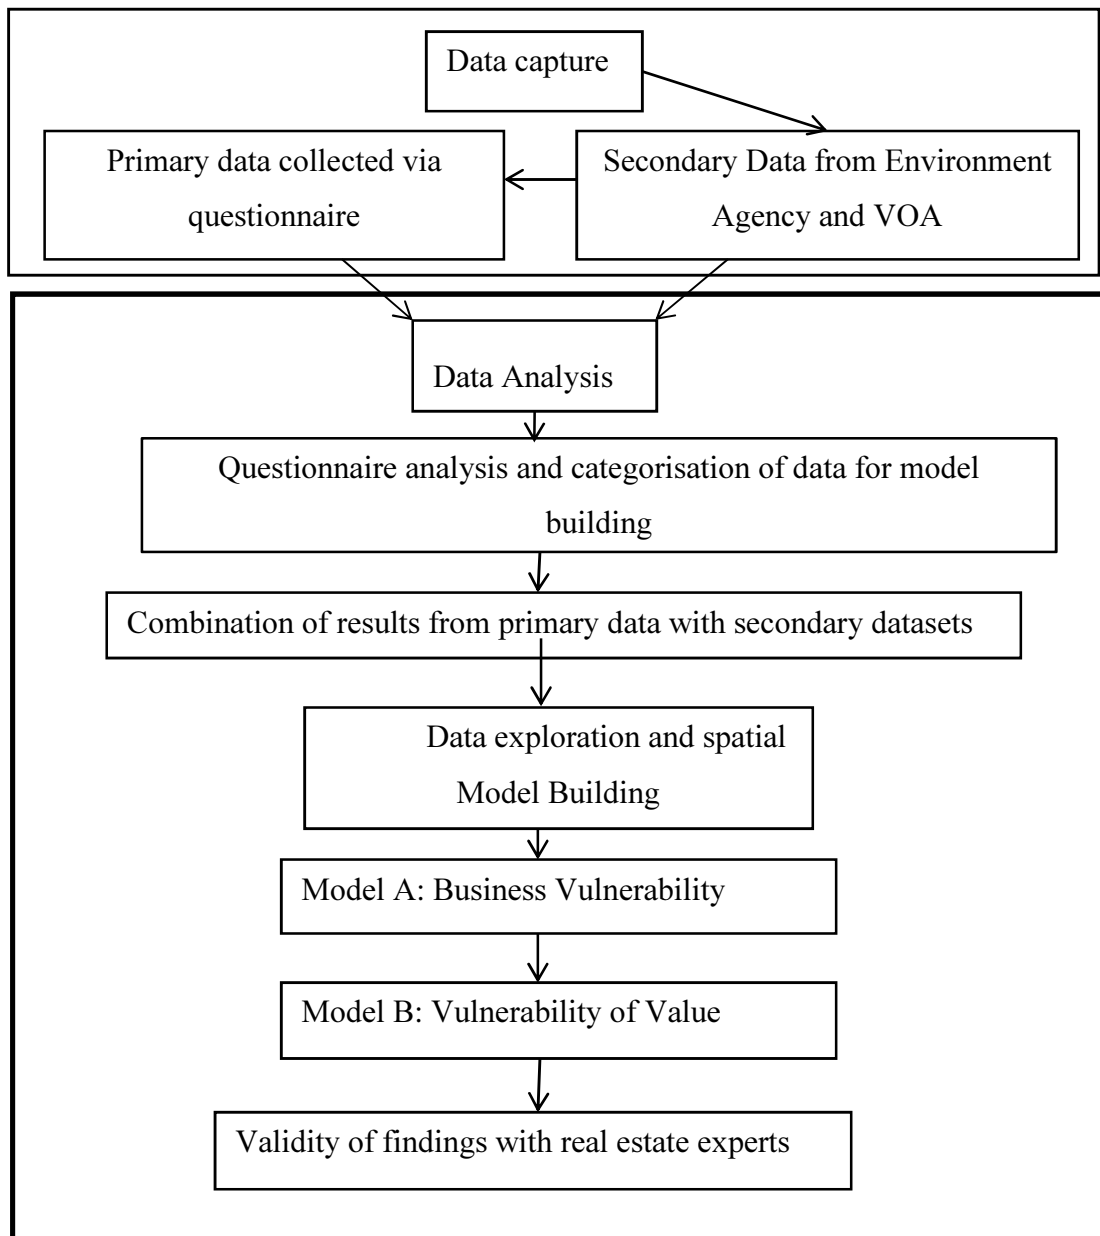 Data capture
Primary data collected via
questionnaire
Secondary Data from Environment
Agency and VOA
Data Analysis
Questionnaire analysis and categorisation of data for model
building
Combination of results from primary data with secondary datasets
Data exploration and spatial
Model Building
Model A: Business Vulnerability
Model B: Vulnerability of Value
Validity of findings with real estate experts